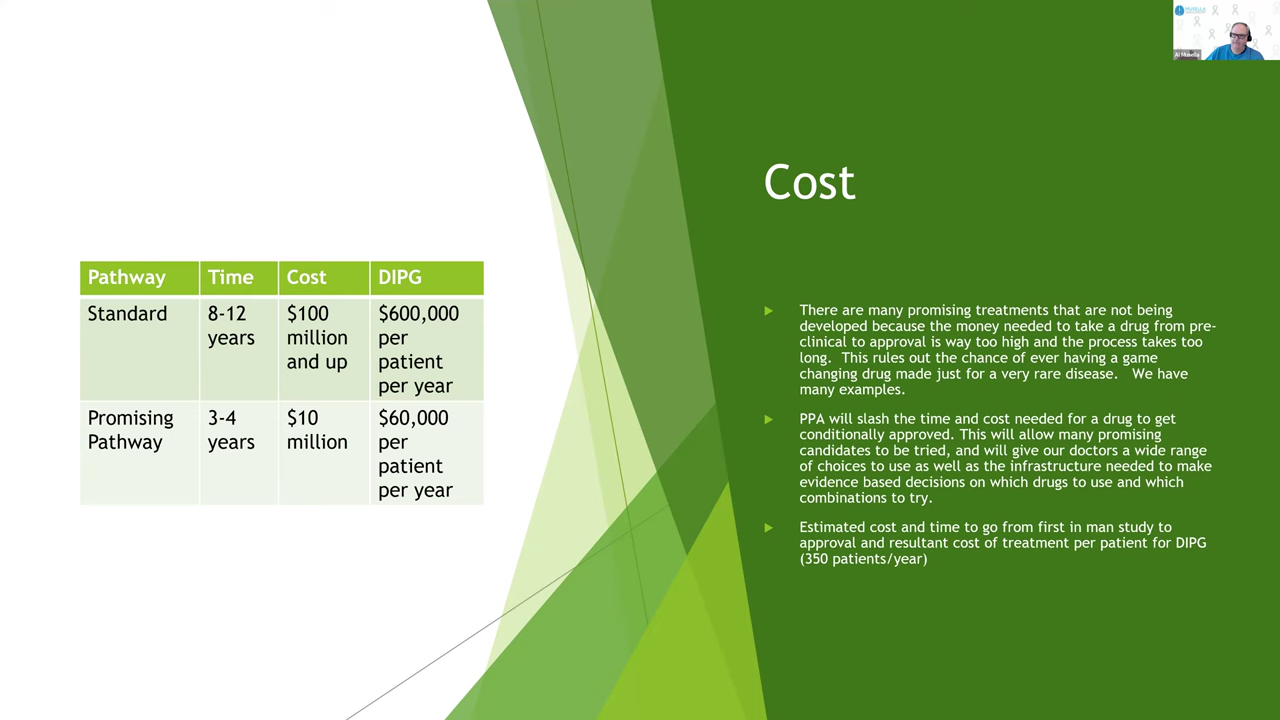 MUSELLA
Al Musella
Cost
Pathway Time Cost DIPG
Standard 8-12 $100 $600,000
years million per
and up patient
per year
Promising 3-4 $10 $60,000
Pathway years million per
patient
per year
There are many promising treatments that are not being
developed because the money needed to take a drug from pre-
clinical to approval is way too high and the process takes too
long. This rules out the chance of ever having a game
changing drug made just for a very rare disease. We have
many examples.
PPA will slash the time and cost needed for a drug to get
conditionally approved. This will allow many promising
candidates to be tried, and will give our doctors a wide range
of choices to use as well as the infrastructure needed to make
evidence based decisions on which drugs to use and which
combinations to try.
Estimated cost and time to go from first in man study to
approval and resultant cost of treatment per patient for DIPG
(350 patients/year)